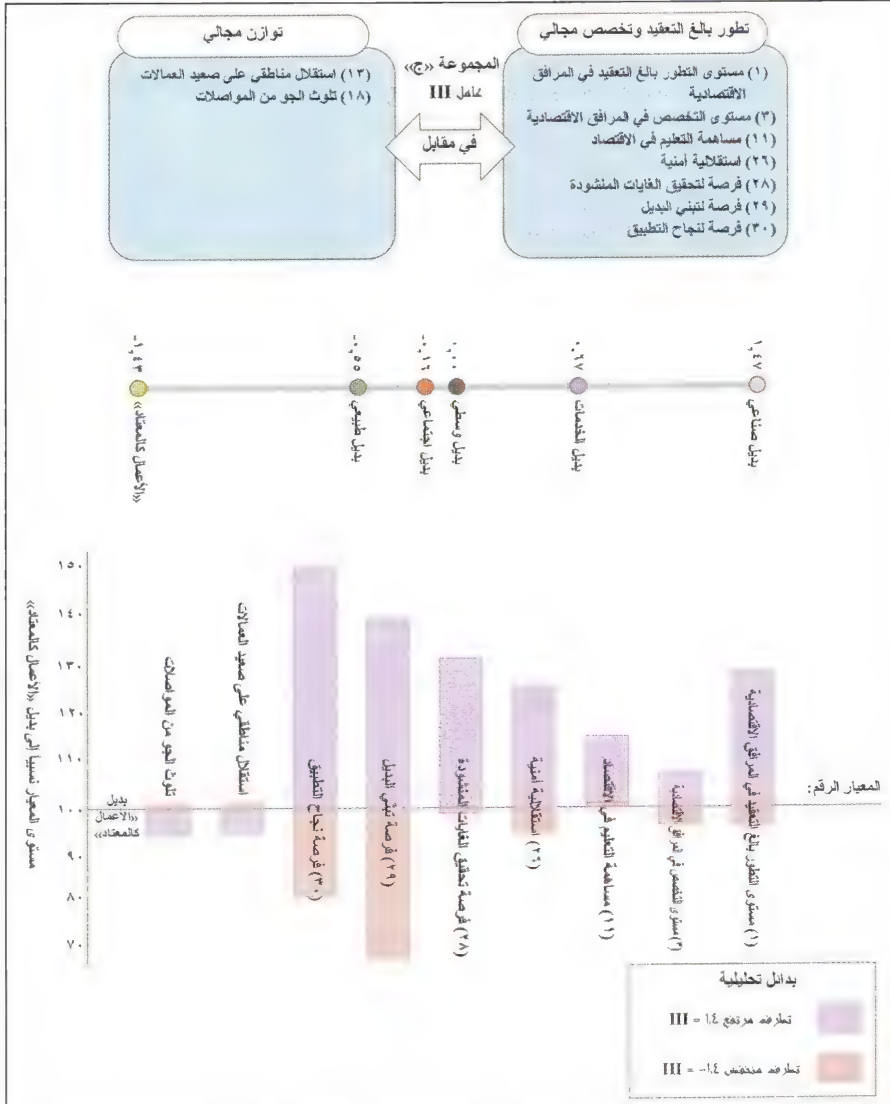 تطور بالغ التعقيد وتخصص مجالي
(١) مستوى التطور بالغ التعقيد في المرافق
الاقتصادية
(٣) مستوى التخصص في المرافق الاقتصادية
(١١) مساهمة التعليم في الاقتصاد
(٢٦) استقلالية أمنية
(٢٨) فرصة لتحقيق الغايات المنشودة
(٢٩) فرصة لتبني البديل
(٣٠) فرصة لنجاح التطبيق
المجموعة «ج»
عامل III
في مقابل
توازن مجالي
(١٣) استقلال مناطقي على صعيد العمالات
(١٨) تلوث الجو من المواصلات
١,٤٧
بديل صناعي
٠,٦٧
بديل الخدمات
٠,٠٠
بديل وسطي
-٠,١٦
بديل اجتماعي
-٠,٥٥
بديل طبيعي
-١,٤٣
«الأعمال كالمعتاد»
المعيار الرقم:
(١) مستوى التطور بالغ التعقيد في المرافق الاقتصادية
(٣) مستوى التخصص في المرافق الاقتصادية
(١١) مساهمة التعليم في الاقتصاد
(٢٦) استقلالية أمنية
(٢٨) فرصة تحقيق الغايات المنشودة
(٢٩) فرصة تبني البديل
(٣٠) فرصة نجاح التطبيق
استقلال مناطقي على صعيد العمالات
تلوث الجو من المواصلات
١٥٠
١٤٠
١٣٠
١٢٠
١١٠
١٠٠
٩٠
٨٠
٧٠
بديل
«الأعمال
كالمعتاد»
مستوى المعيار نسبيا إلى بديل «الأعمال كالمعتاد»
بدائل تحليلية
تطرف مرتفع ١.٤ = III
تطرف منخفض ١.٤- = III